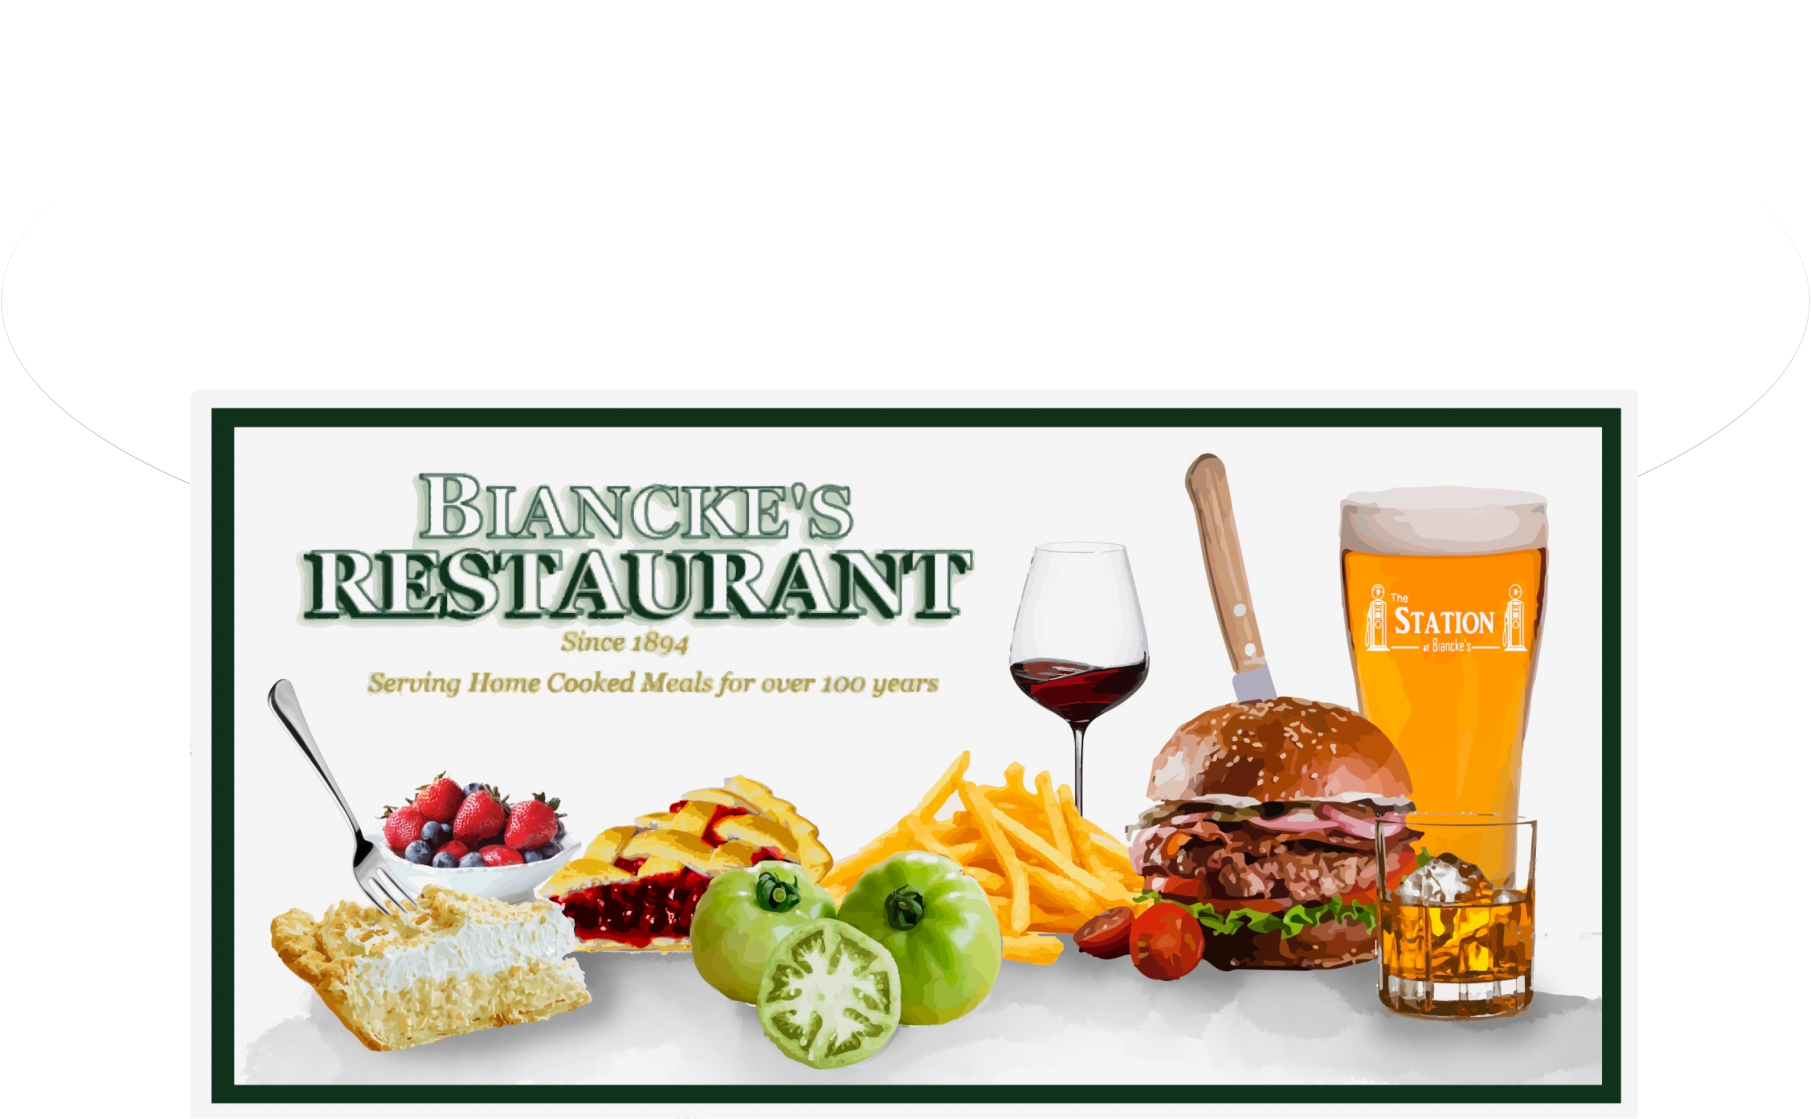 BIANCKE'S
RESTAURANT
Since 1894
Serving Home Cooked Meals for over 100 years
The
STATION
at Biancke's